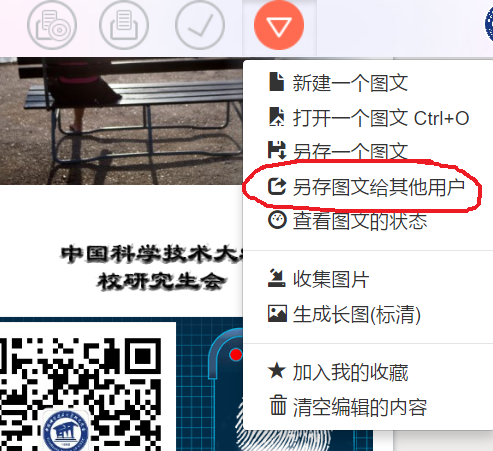 新建一个图文
打开一个图文 Ctrl+O
另存一个图文
另存图文给其他用户
查看图文的状态
收集图片
生成长图(标清)
加入我的收藏
清空编辑的内容
中国科学技术大
校研究生会